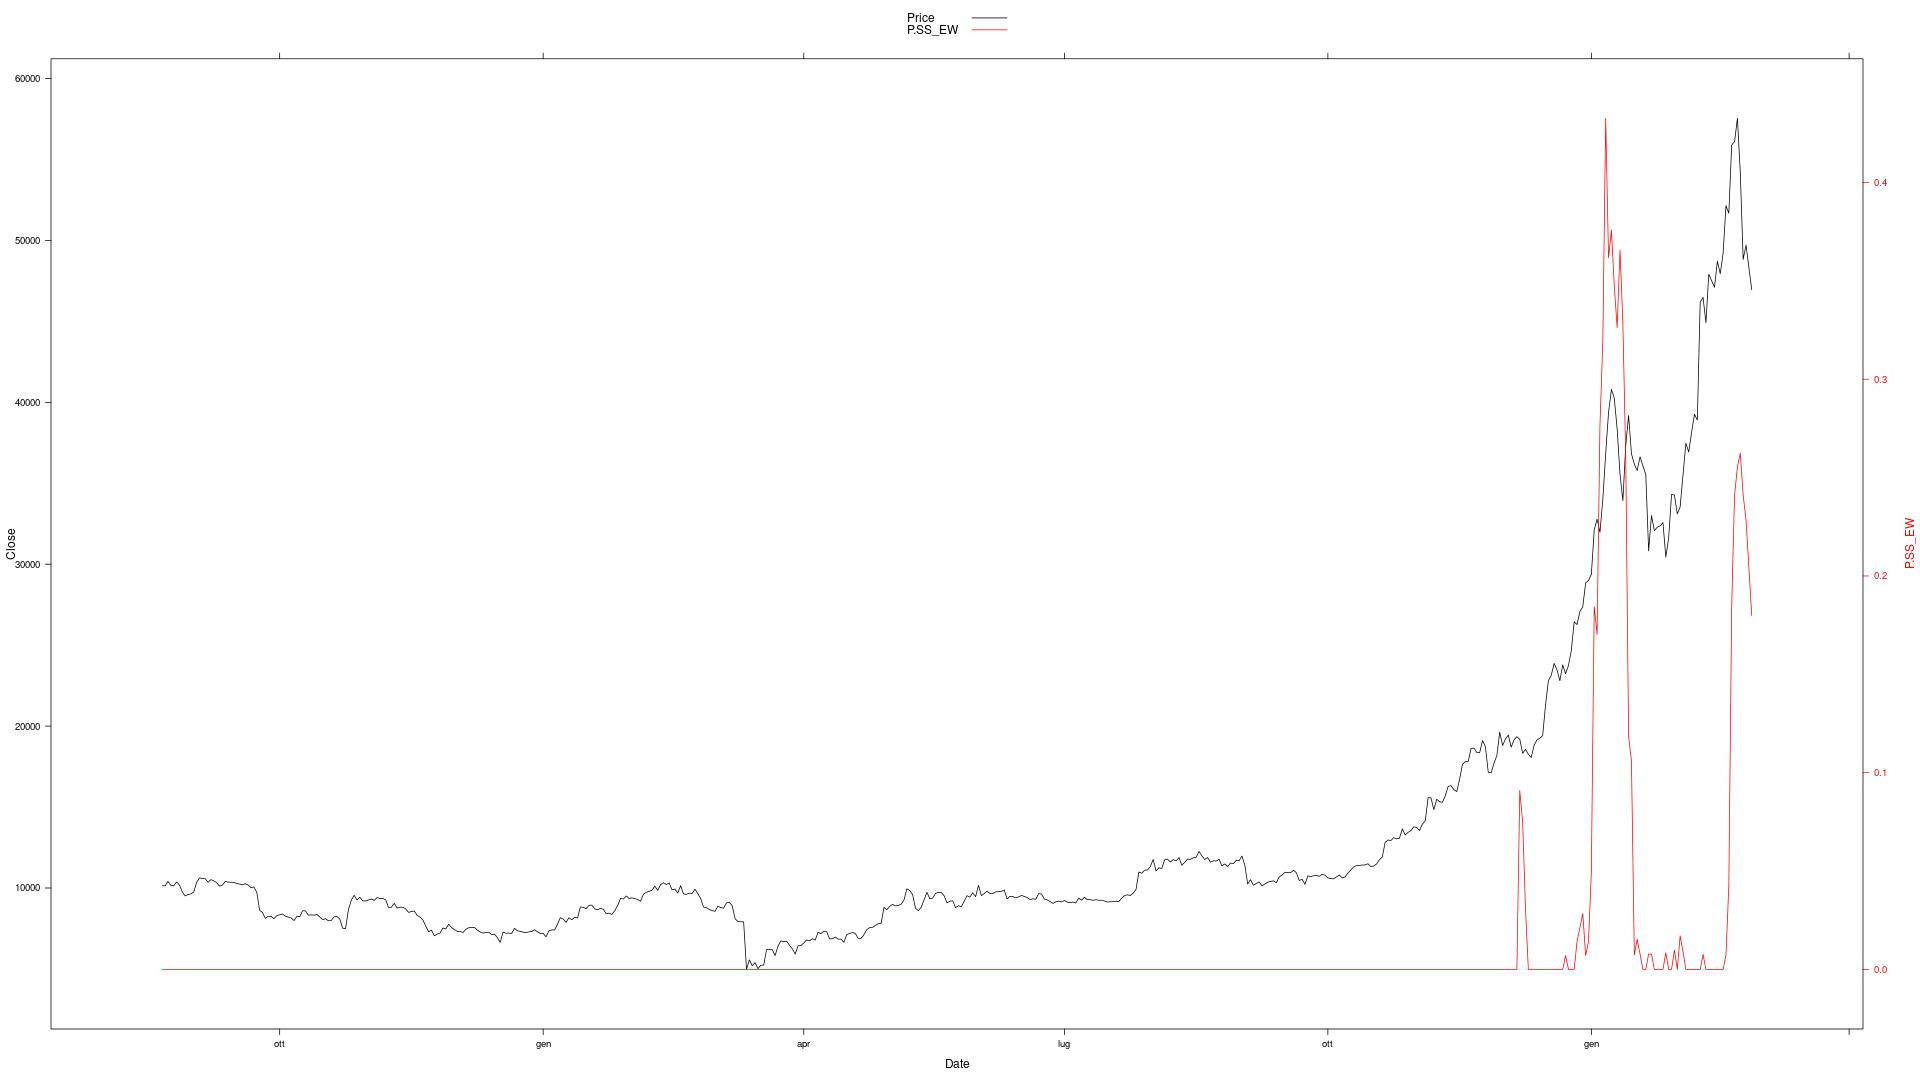 Price
P.SS_EW
60000
50000
40000
30000
20000
10000
Close
0.4
0.3
0.2
0.1
0.0
P.SS_EW
ott
gen
apr
lug
ott
gen
Date